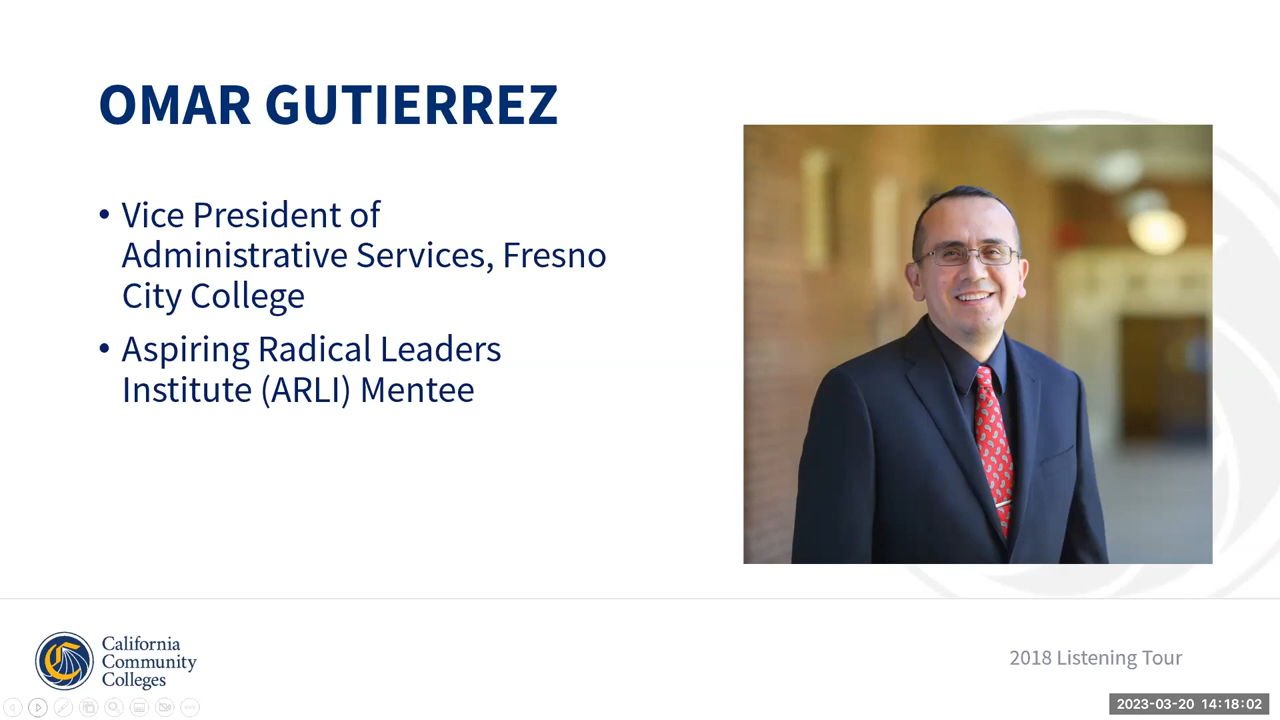 OMAR GUTIERREZ
• Vice President of
Administrative Services, Fresno
City College
• Aspiring Radical Leaders
Institute (ARLI) Mentee
California
Community
Colleges
2018 Listening Tour
2023-03-20 14:18:02